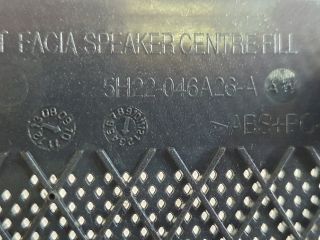 T FACIA SPEAKER CENTRE FILL
5H22-046A26-A
>ABS+PC